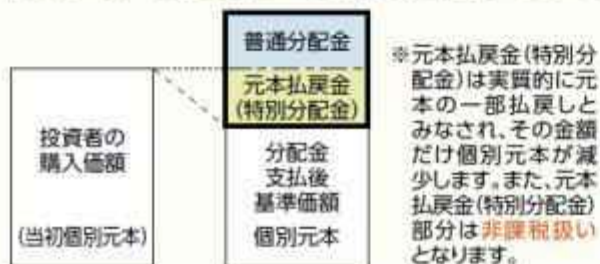 普通分配金
元本払戻金
(特別分配金)
投資者の
購入価額
(当初個別元本)
分配金
支払後
基準価額
個別元本
※元本払戻金(特別分
配金)は実質的に元
本の一部払戻しと
みなされ、その金額
だけ個別元本が減
少します。また、元本
払戻金(特別分配金)
部分は非課税扱い
となります。